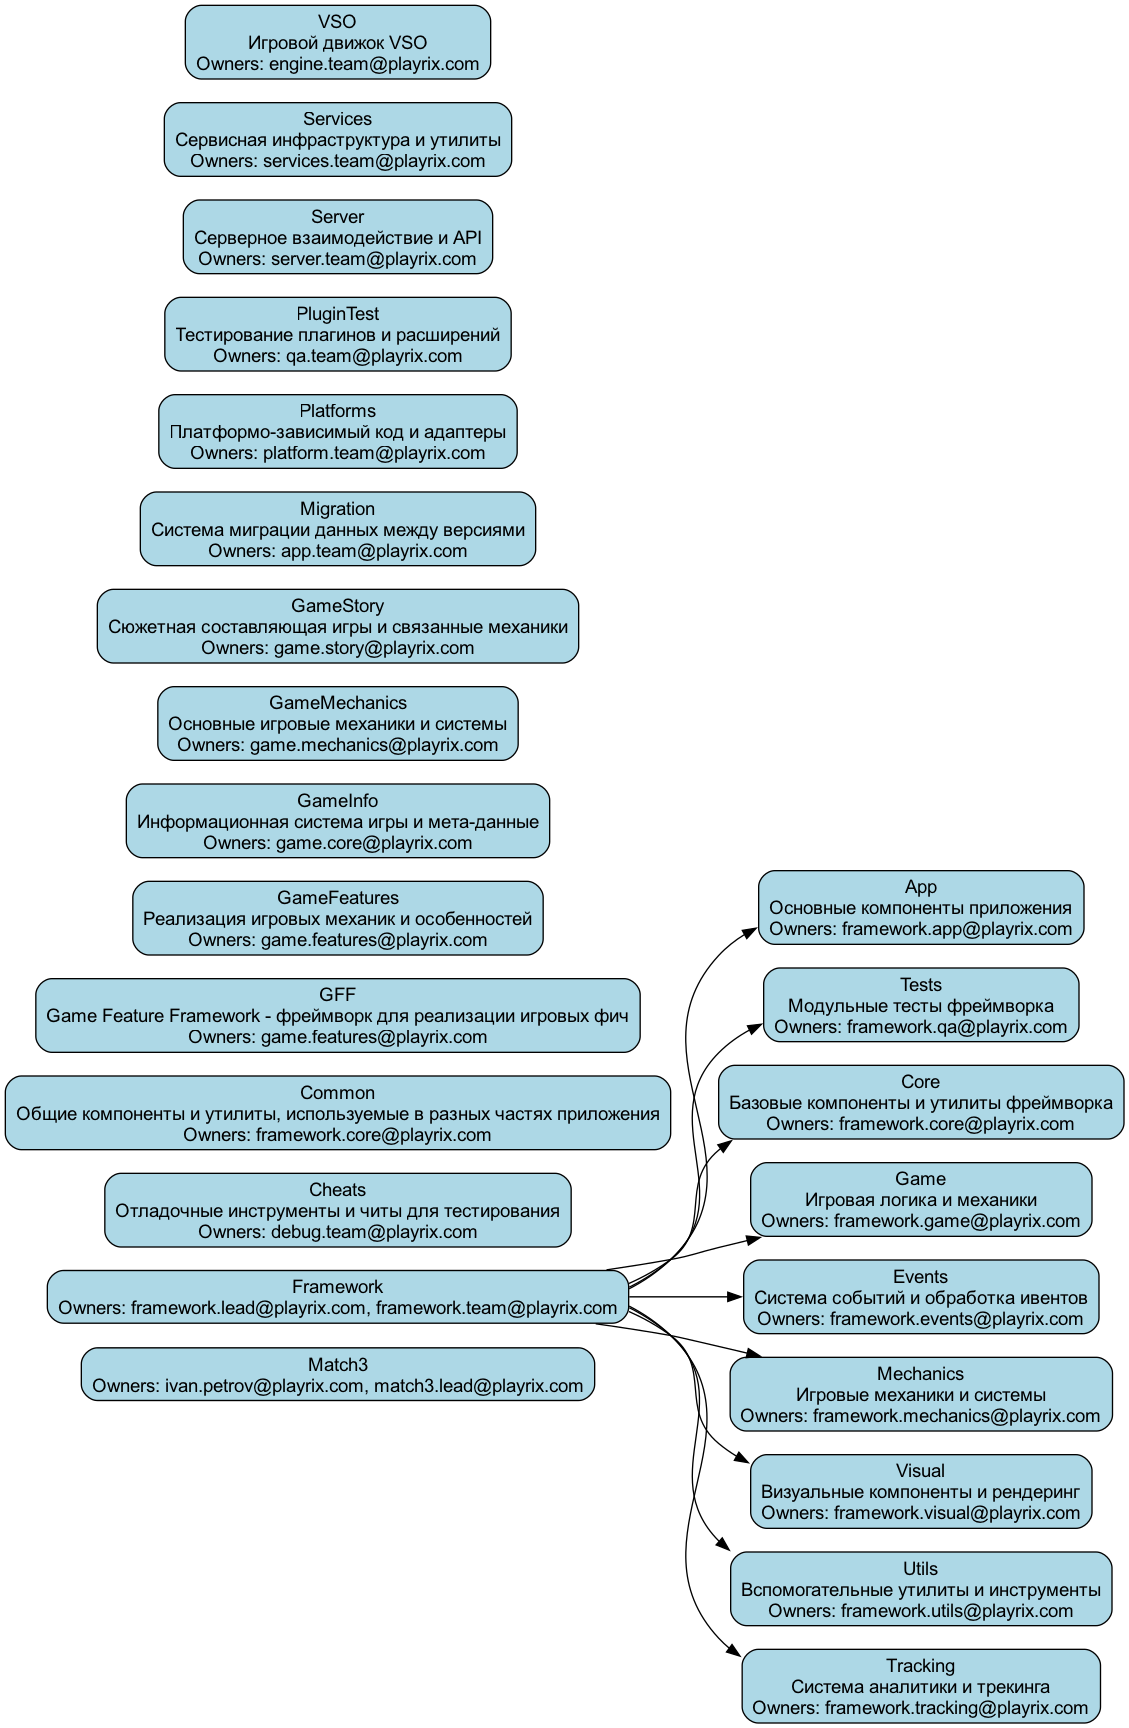 VSO
Игровой движок VSO
Owners: engine.team@playrix.com
Services
Сервисная инфраструктура и утилиты
Owners: services.team@playrix.com
Server
Серверное взаимодействие и API
Owners: server.team@playrix.com
PluginTest
Тестирование плагинов и расширений
Owners: qa.team@playrix.com
Platforms
Платформо-зависимый код и адаптеры
Owners: platform.team@playrix.com
Migration
Система миграции данных между версиями
Owners: app.team@playrix.com
GameStory
Сюжетная составляющая игры и связанные механики
Owners: game.story@playrix.com
GameMechanics
Основные игровые механики и системы
Owners: game.mechanics@playrix.com
GameInfo
Информационная система игры и мета-данные
Owners: game.core@playrix.com
GameFeatures
Реализация игровых механик и особенностей
Owners: game.features@playrix.com
GFF
Game Feature Framework - фреймворк для реализации игровых фич
Owners: game.features@playrix.com
Common
Общие компоненты и утилиты, используемые в разных частях приложения
Owners: framework.core@playrix.com
Cheats
Отладочные инструменты и читы для тестирования
Owners: debug.team@playrix.com
Framework
Owners: framework.lead@playrix.com, framework.team@playrix.com
Match3
Owners: ivan.petrov@playrix.com, match3.lead@playrix.com
App
Основные компоненты приложения
Owners: framework.app@playrix.com
Tests
Модульные тесты фреймворка
Owners: framework.qa@playrix.com
Core
Базовые компоненты и утилиты фреймворка
Owners: framework.core@playrix.com
Game
Игровая логика и механики
Owners: framework.game@playrix.com
Events
Система событий и обработка ивентов
Owners: framework.events@playrix.com
Mechanics
Игровые механики и системы
Owners: framework.mechanics@playrix.com
Visual
Визуальные компоненты и рендеринг
Owners: framework.visual@playrix.com
Utils
Вспомогательные утилиты и инструменты
Owners: framework.utils@playrix.com
Tracking
Система аналитики и трекинга
Owners: framework.tracking@playrix.com